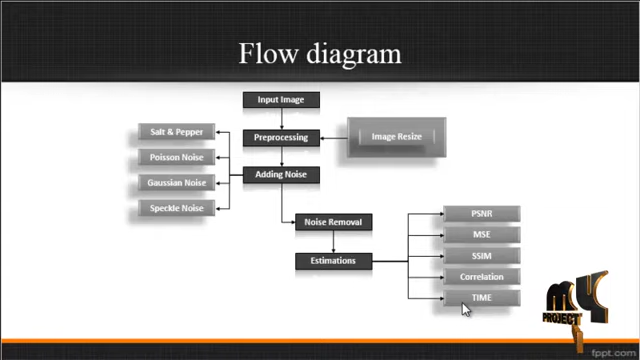 Flow diagram
Input Image
Salt & Pepper
Preprocessing
Image Resize
Poisson Noise
Adding Noise
Gaussian Noise
Speckle Noise
Noise Removal
PSNR
MSE
Estimations
SSIM
Correlation
TIME
MY
PROJECT
fppt.com